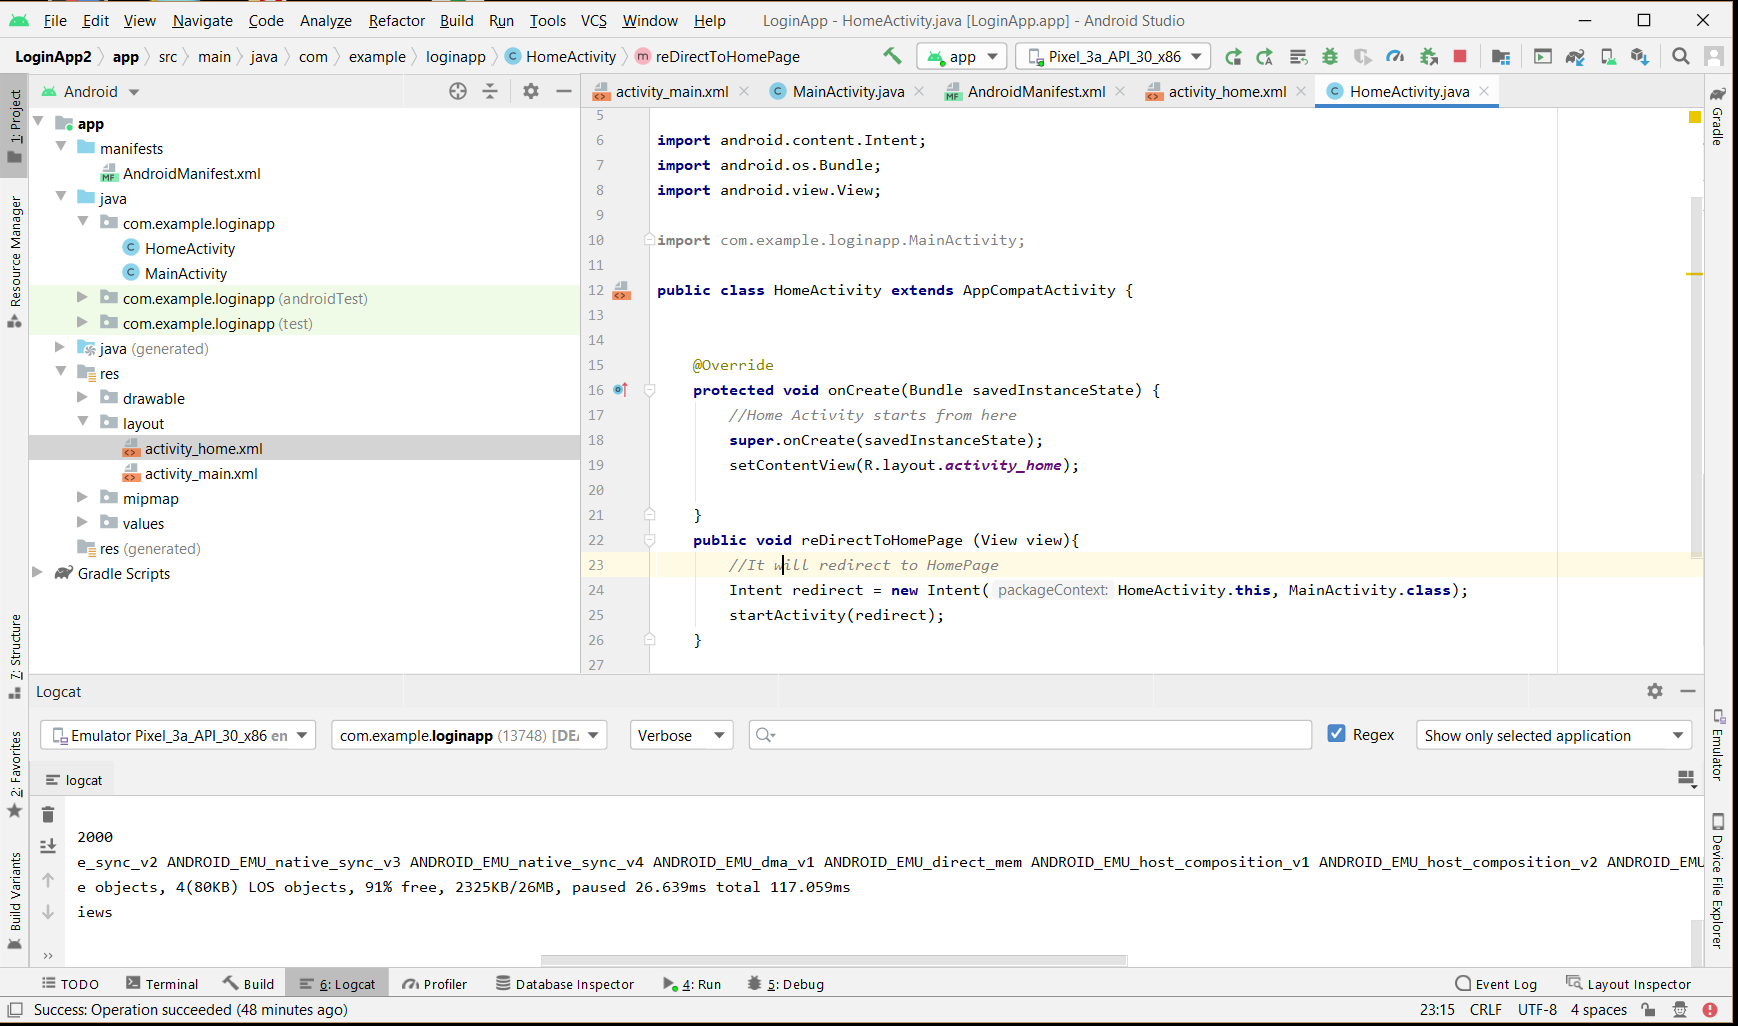 File Edit View Navigate Code Analyze Refactor Build Run Tools VCS Window Help LoginApp - HomeActivity.java [LoginApp.app] - Android Studio
LoginApp2 app src main java com example loginapp HomeActivity reDirectToHomePage app Pixel_3a_API_30_x86
Android activity_main.xml MainActivity.java AndroidManifest.xml activity_home.xml HomeActivity.java
1: Project
Resource Manager
7: Structure
2: Favorites
Build Variants
app
manifests
AndroidManifest.xml
java
com.example.loginapp
HomeActivity
MainActivity
com.example.loginapp (androidTest)
com.example.loginapp (test)
java (generated)
res
drawable
layout
activity_home.xml
activity_main.xml
mipmap
values
res (generated)
Gradle Scripts
5
6 import android.content.Intent;
7 import android.os.Bundle;
8 import android.view.View;
9
10 import com.example.loginapp.MainActivity;
11
12 public class HomeActivity extends AppCompatActivity {
13
14
15 @Override
16 protected void onCreate(Bundle savedInstanceState) {
17 //Home Activity starts from here
18 super.onCreate(savedInstanceState);
19 setContentView(R.layout.activity_home);
20
21 }
22 public void reDirectToHomePage (View view){
23 //It will redirect to HomePage
24 Intent redirect = new Intent( packageContext: HomeActivity.this, MainActivity.class);
25 startActivity(redirect);
26 }
27
Gradle
Emulator
Device File Explorer
Logcat
Emulator Pixel_3a_API_30_x86 en com.example.loginapp (13748) [DEA Verbose Regex Show only selected application
logcat
2000
e_sync_v2 ANDROID_EMU_native_sync_v3 ANDROID_EMU_native_sync_v4 ANDROID_EMU_dma_v1 ANDROID_EMU_direct_mem ANDROID_EMU_host_composition_v1 ANDROID_EMU_host_composition_v2 ANDROID_EMU
e objects, 4(80KB) LOS objects, 91% free, 2325KB/26MB, paused 26.639ms total 117.059ms
iews
TODO Terminal Build 6: Logcat Profiler Database Inspector 4: Run 5: Debug Event Log Layout Inspector
Success: Operation succeeded (48 minutes ago) 23:15 CRLF UTF-8 4 spaces